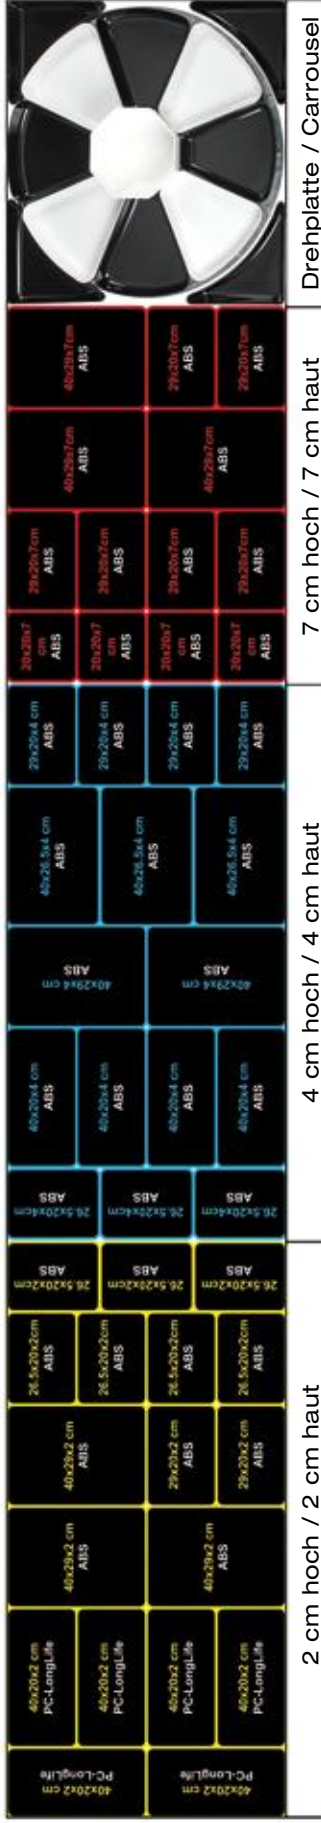 40x20x2 cm
PC-LongLife
40x20x2 cm
PC-LongLife
40x20x2 cm
PC-LongLife
40x20x2 cm
PC-LongLife
40x20x2 cm
PC-LongLife
40x20x2 cm
PC-LongLife
40x29x2 cm
ABS
40x29x2 cm
ABS
40x29x2 cm
ABS
29x20x2 cm
ABS
29x20x2 cm
ABS
26.5x20x2cm
ABS
26.5x20x2cm
ABS
26.5x20x2cm
ABS
26.5x20x2cm
ABS
26.5x20x2cm
ABS
26.5x20x2cm
ABS
26.5x20x2cm
ABS
2 cm hoch / 2 cm haut
26.5x20x4cm
ABS
26.5x20x4cm
ABS
26.5x20x4cm
ABS
40x20x4 cm
ABS
40x20x4 cm
ABS
40x20x4 cm
ABS
40x20x4 cm
ABS
40x29x4 cm
ABS
40x29x4 cm
ABS
40x26.5x4 cm
ABS
40x26.5x4 cm
ABS
40x26.5x4 cm
ABS
29x20x4 cm
ABS
29x20x4 cm
ABS
29x20x4 cm
ABS
29x20x4 cm
ABS
4 cm hoch / 4 cm haut
20x20x7
cm
ABS
20x20x7
cm
ABS
20x20x7
cm
ABS
20x20x7
cm
ABS
29x20x7cm
ABS
29x20x7cm
ABS
29x20x7cm
ABS
29x20x7cm
ABS
40x29x7cm
ABS
40x29x7cm
ABS
40x29x7cm
ABS
29x20x7cm
ABS
29x20x7cm
ABS
7 cm hoch / 7 cm haut
Drehplatte / Carrousel